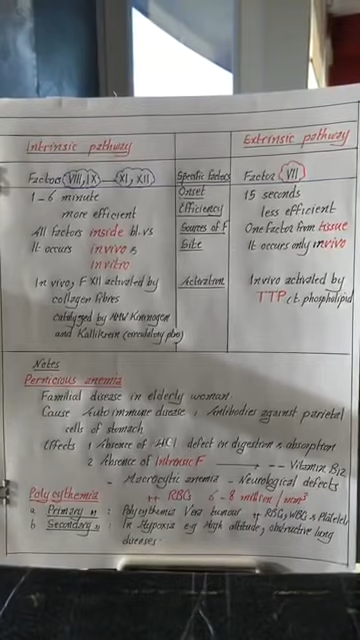 Intrinsic pathway
Extrinsic pathway
Factors VIII, IX — XI, XII
Specific factors
Factor VII
1-6 minute
Onset
15 seconds
more efficient
Efficiency
less efficient
All factors inside bl.vs
Sources of F
One factor from tissue
It occurs invivo &
Site
It occurs only invivo
invitro
In vivo, F XII activated by
Activation
Invivo activated by
collagen fibres
TTP ct. phospholipid
catalysed by HMW Kininogen
and Kallikrein
Notes
Pernicious anemia
Familial disease in elderly woman
Cause Autoimmune disease; Antibodies against parietal
cells of stomach
Effects 1 Absence of HCl defect in digestion & absorption
2 Absence of Intrinsic F → -- Vitamin B12
- Macrocytic anemia - Neurological defects
Polycythemia ++ RBCs 6-8 million / mm³
a Primary n: Polycythemia Vera tumour ++ RBCs, WBCs & Platelets
b Secondary n: In Hypoxia eg High altitude, obstructive lung
diseases.